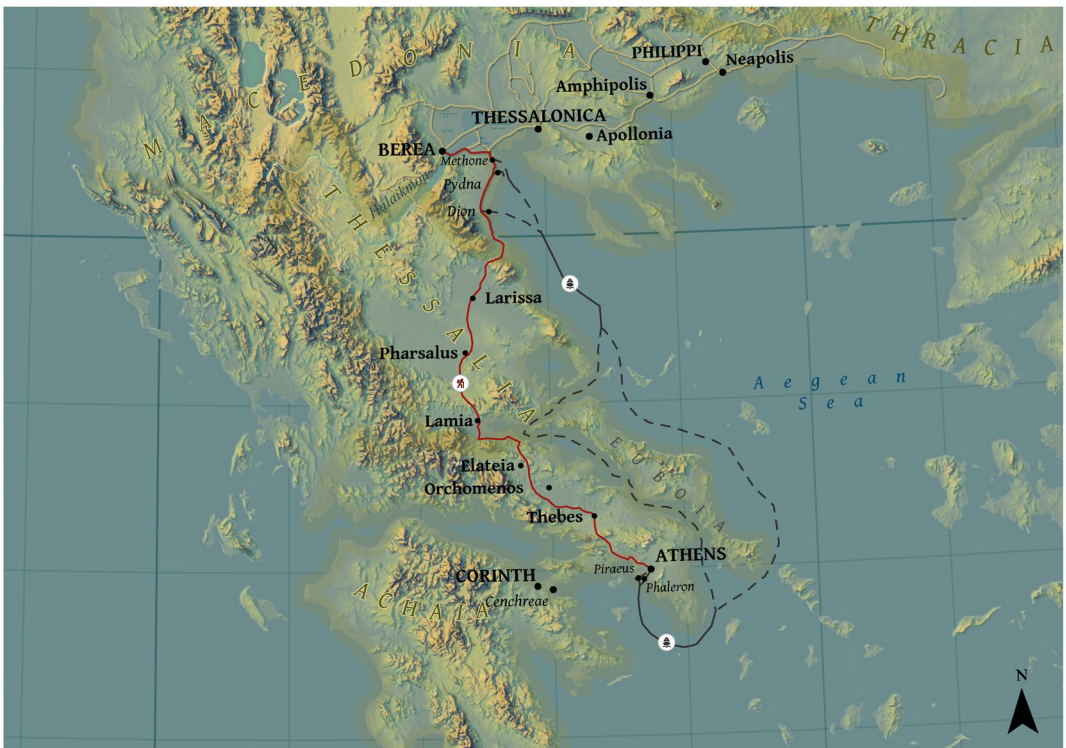 THRACIA
MACEDONIA
PHILIPPI
Neapolis
Amphipolis
THESSALONICA
Apollonia
BEREA
Methone
Pydna
Haliakmon
Dion
THESSALIA
Larissa
Pharsalus
Aegean
Sea
Lamia
EUBOIA
Elateia
Orchomenos
Thebes
ATHENS
Piraeus
Phaleron
CORINTH
Cenchreae
ACHAIA
N